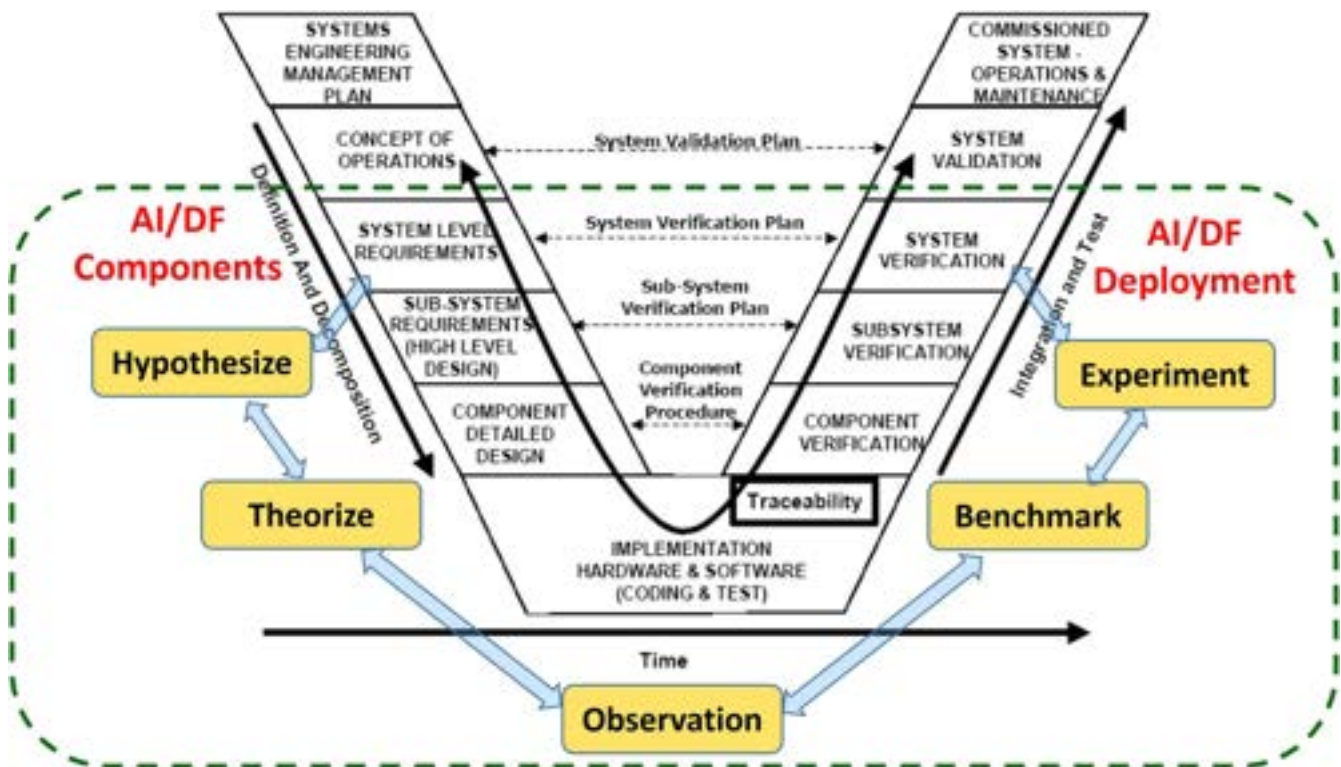 SYSTEMS
ENGINEERING
MANAGEMENT
PLAN
COMMISSIONED
SYSTEM -
OPERATIONS &
MAINTENANCE
CONCEPT OF
OPERATIONS
System Validation Plan
SYSTEM
VALIDATION
Definition And Decomposition
AI/DF
Components
SYSTEM LEVEL
REQUIREMENTS
System Verification Plan
SYSTEM
VERIFICATION
Integration and Test
AI/DF
Deployment
Hypothesize
SUB-SYSTEM
REQUIREMENTS
(HIGH LEVEL
DESIGN)
Sub-System
Verification Plan
SUBSYSTEM
VERIFICATION
Experiment
COMPONENT
DETAILED
DESIGN
Component
Verification
Procedure
COMPONENT
VERIFICATION
Theorize
Traceability
Benchmark
IMPLEMENTATION
HARDWARE & SOFTWARE
(CODING & TEST)
Time
Observation